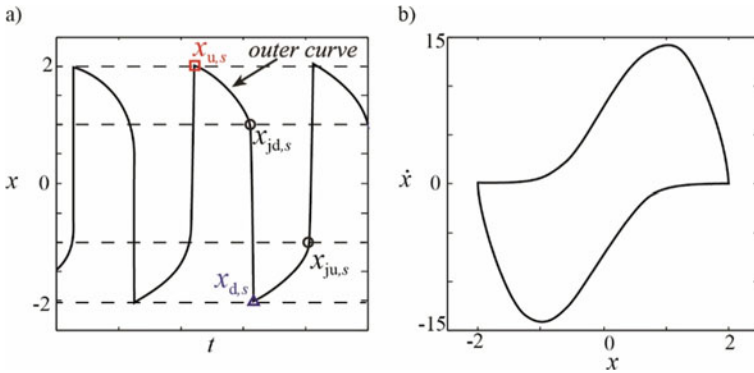 a)
x_u,s
outer curve
2
x_jd,s
x
0
x_ju,s
x_d,s
-2
t
b)
15
ẋ
0
-15
-2
0
2
x